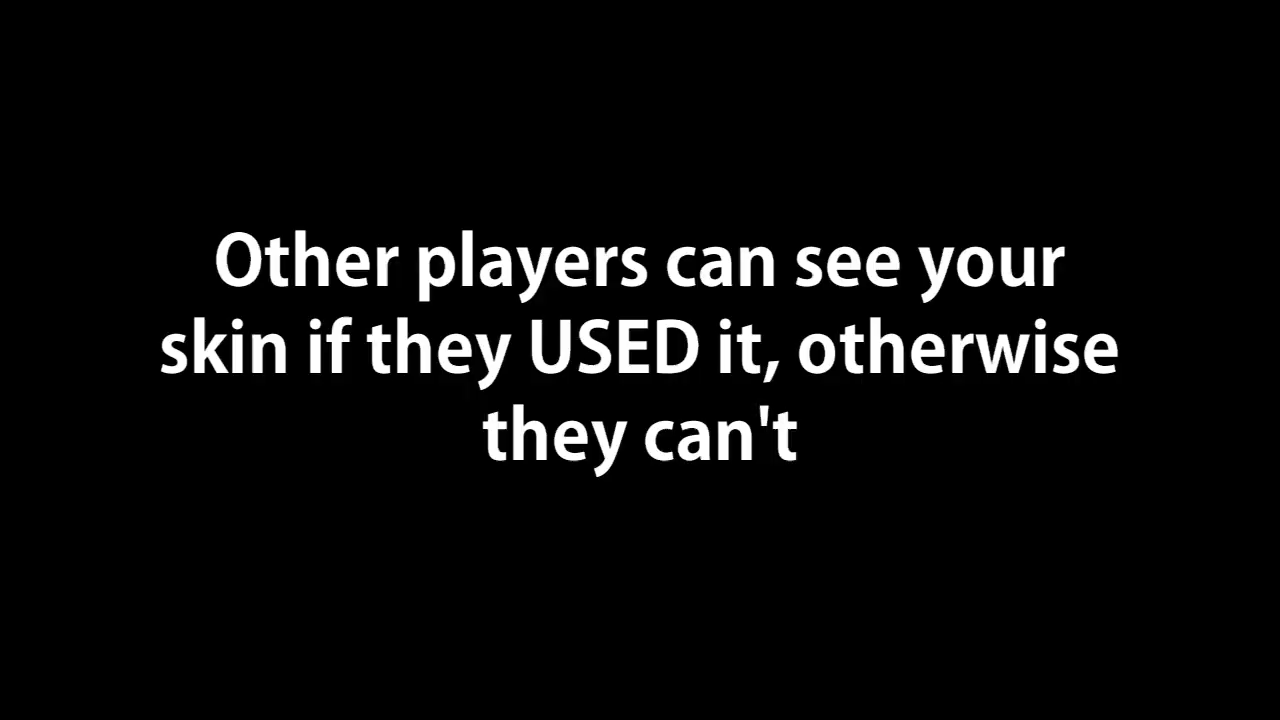 Other players can see your
skin if they USED it, otherwise
they can't